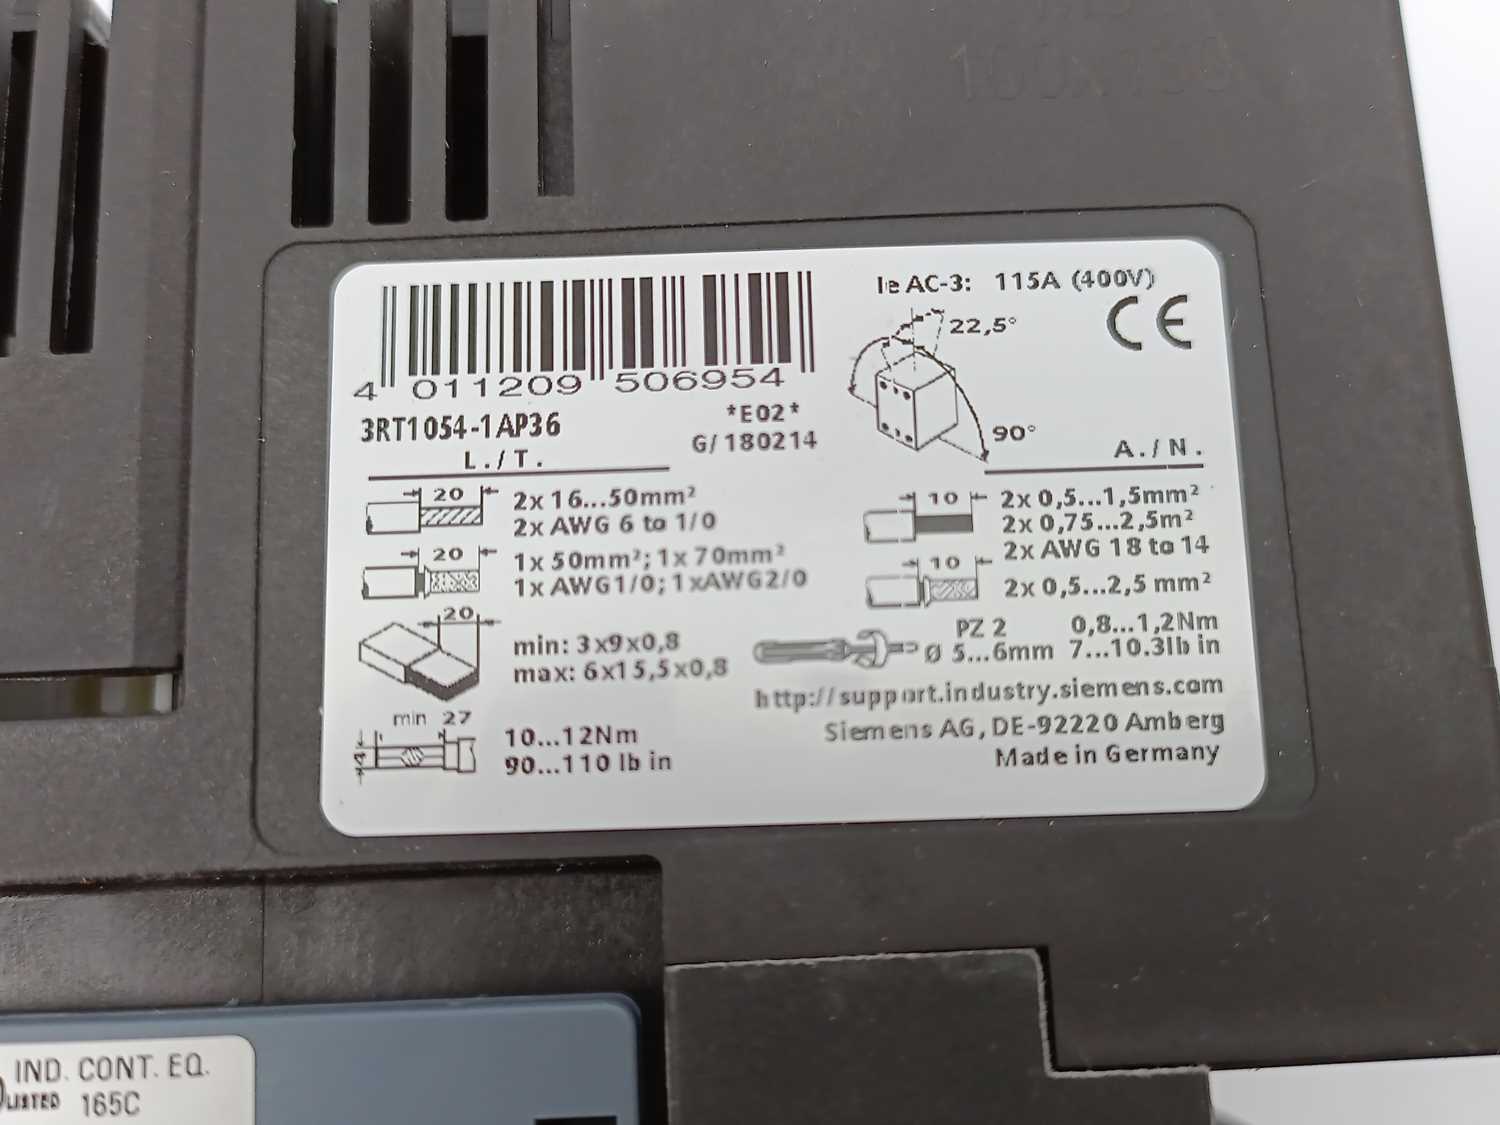 4 011209 506954
3RT1054-1AP36
*E02*
G/180214
Ie AC-3: 115A (400V)
CE
22,5°
90°
L./T.
20
2x 16...50mm²
2x AWG 6 to 1/0
20
1x 50mm²; 1x 70mm²
1x AWG1/0; 1xAWG2/0
20
min: 3x9x0,8
max: 6x15,5x0,8
min 27
10...12Nm
90...110 lb in
A./N.
10
2x 0,5...1,5mm²
2x 0,75...2,5m²
2x AWG 18 to 14
10
2x 0,5...2,5 mm²
PZ 2 0,8...1,2Nm
Ø 5...6mm 7...10.3lb in
http://support.industry.siemens.com
Siemens AG, DE-92220 Amberg
Made in Germany
IND. CONT. EQ.
LISTED 165C